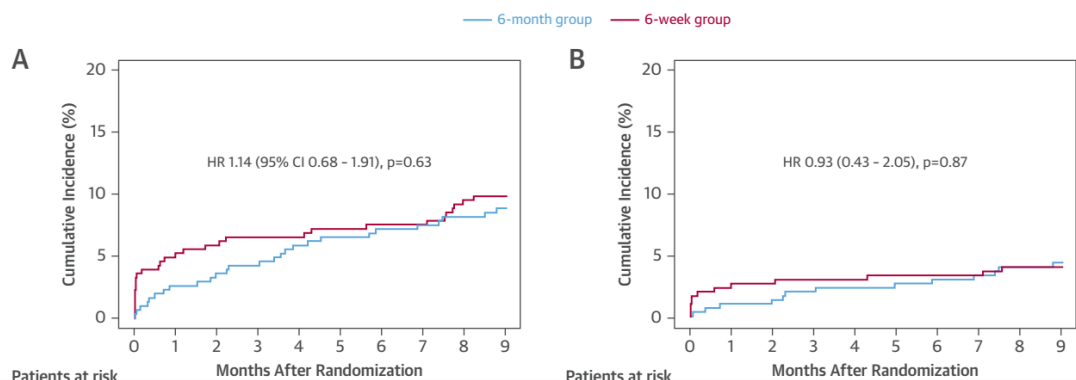 6-month group 6-week group
A
Cumulative Incidence (%)
20
15
10
5
0
HR 1.14 (95% CI 0.68 - 1.91), p=0.63
0 1 2 3 4 5 6 7 8 9
Months After Randomization
Patients at risk
B
Cumulative Incidence (%)
20
15
10
5
0
HR 0.93 (0.43 - 2.05), p=0.87
0 1 2 3 4 5 6 7 8 9
Months After Randomization
Patients at risk